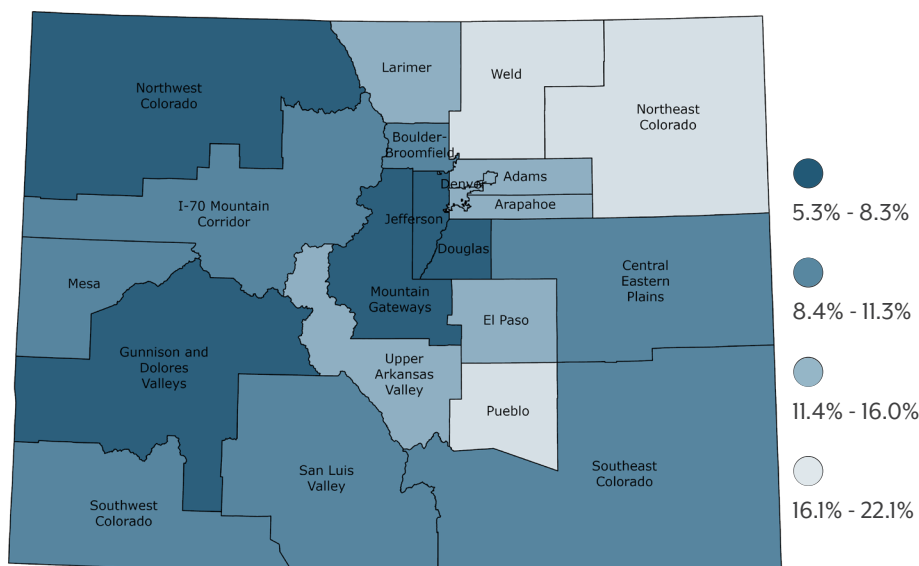 Larimer
Weld
Northwest
Colorado
Northeast
Colorado
Boulder-
Broomfield
Denver
Adams
Arapahoe
I-70 Mountain
Corridor
Jefferson
Douglas
Mesa
Mountain
Gateways
Central
Eastern
Plains
El Paso
Gunnison and
Dolores
Valleys
Upper
Arkansas
Valley
Pueblo
San Luis
Valley
Southeast
Colorado
Southwest
Colorado
5.3% - 8.3%
8.4% - 11.3%
11.4% - 16.0%
16.1% - 22.1%